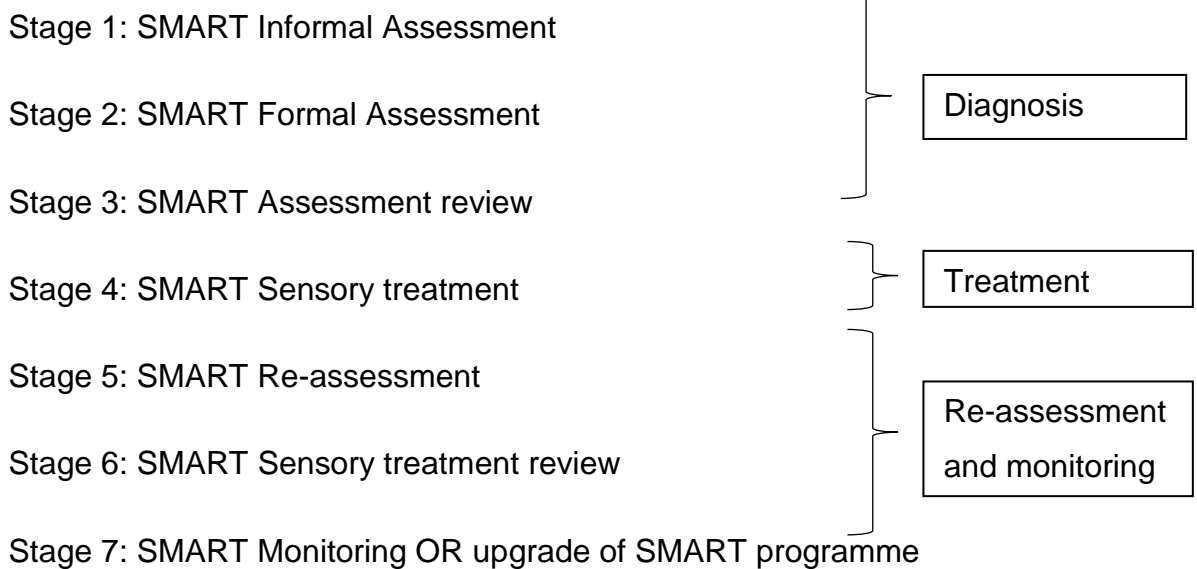 Stage 1: SMART Informal Assessment
Stage 2: SMART Formal Assessment
Diagnosis
Stage 3: SMART Assessment review
Stage 4: SMART Sensory treatment
Treatment
Stage 5: SMART Re-assessment
Re-assessment
and monitoring
Stage 6: SMART Sensory treatment review
Stage 7: SMART Monitoring OR upgrade of SMART programme